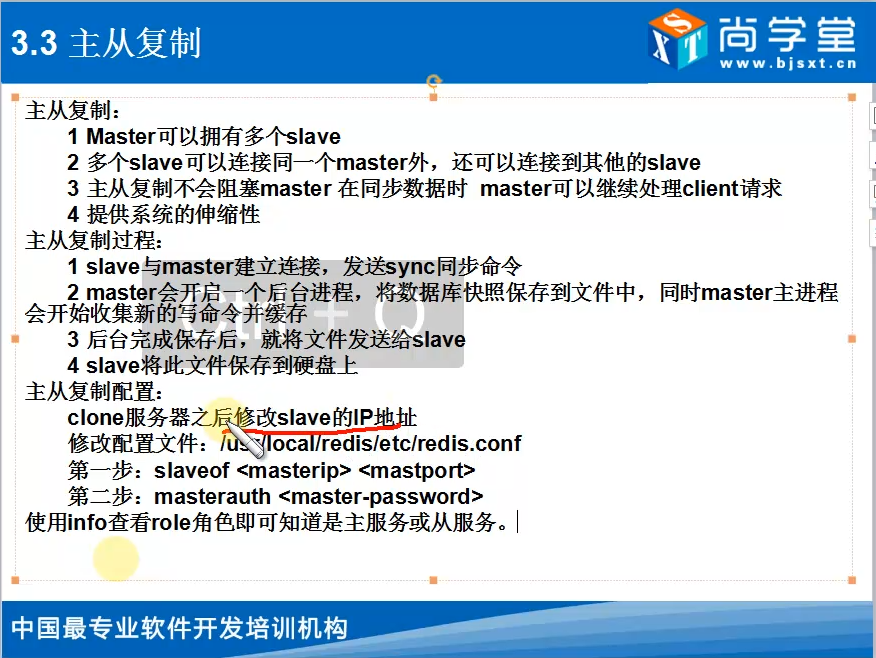 3.3 主从复制
S
X
T
尚学堂
www.bjsxt.cn
主从复制：
1 Master可以拥有多个slave
2 多个slave可以连接同一个master外，还可以连接到其他的slave
3 主从复制不会阻塞master 在同步数据时 master可以继续处理client请求
4 提供系统的伸缩性
主从复制过程：
1 slave与master建立连接，发送sync同步命令
2 master会开启一个后台进程，将数据库快照保存到文件中，同时master主进程
会开始收集新的写命令并缓存
Ctrl + Q
3 后台完成保存后，就将文件发送给slave
4 slave将此文件保存到硬盘上
主从复制配置：
clone服务器之后修改slave的IP地址
修改配置文件：/usr/local/redis/etc/redis.conf
第一步：slaveof <masterip> <mastport>
第二步：masterauth <master-password>
使用info查看role角色即可知道是主服务或从服务。
中国最专业软件开发培训机构